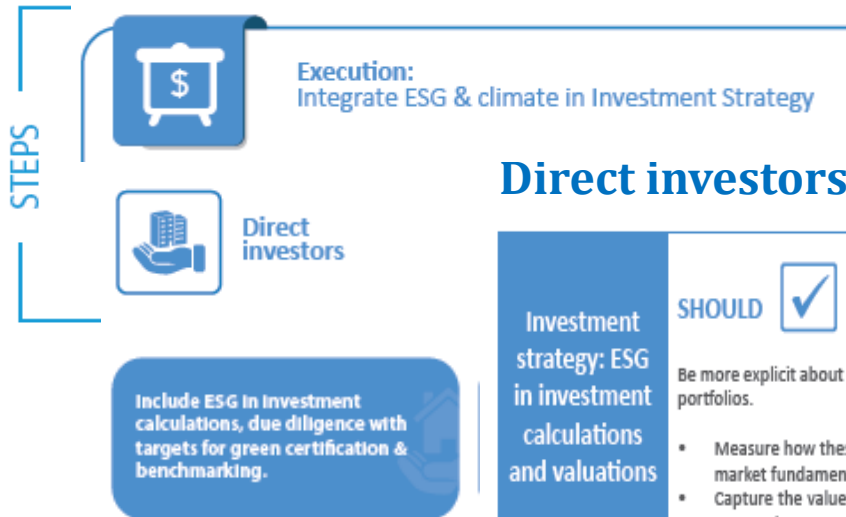 STEPS
$
Execution:
Integrate ESG & climate in Investment Strategy
Direct
investors
Include ESG in investment
calculations, due diligence with
targets for green certification &
benchmarking.
Direct investors
Investment
strategy: ESG
in investment
calculations
and valuations
SHOULD
Be more explicit about
portfolios.
• Measure how
market
• Capture the value